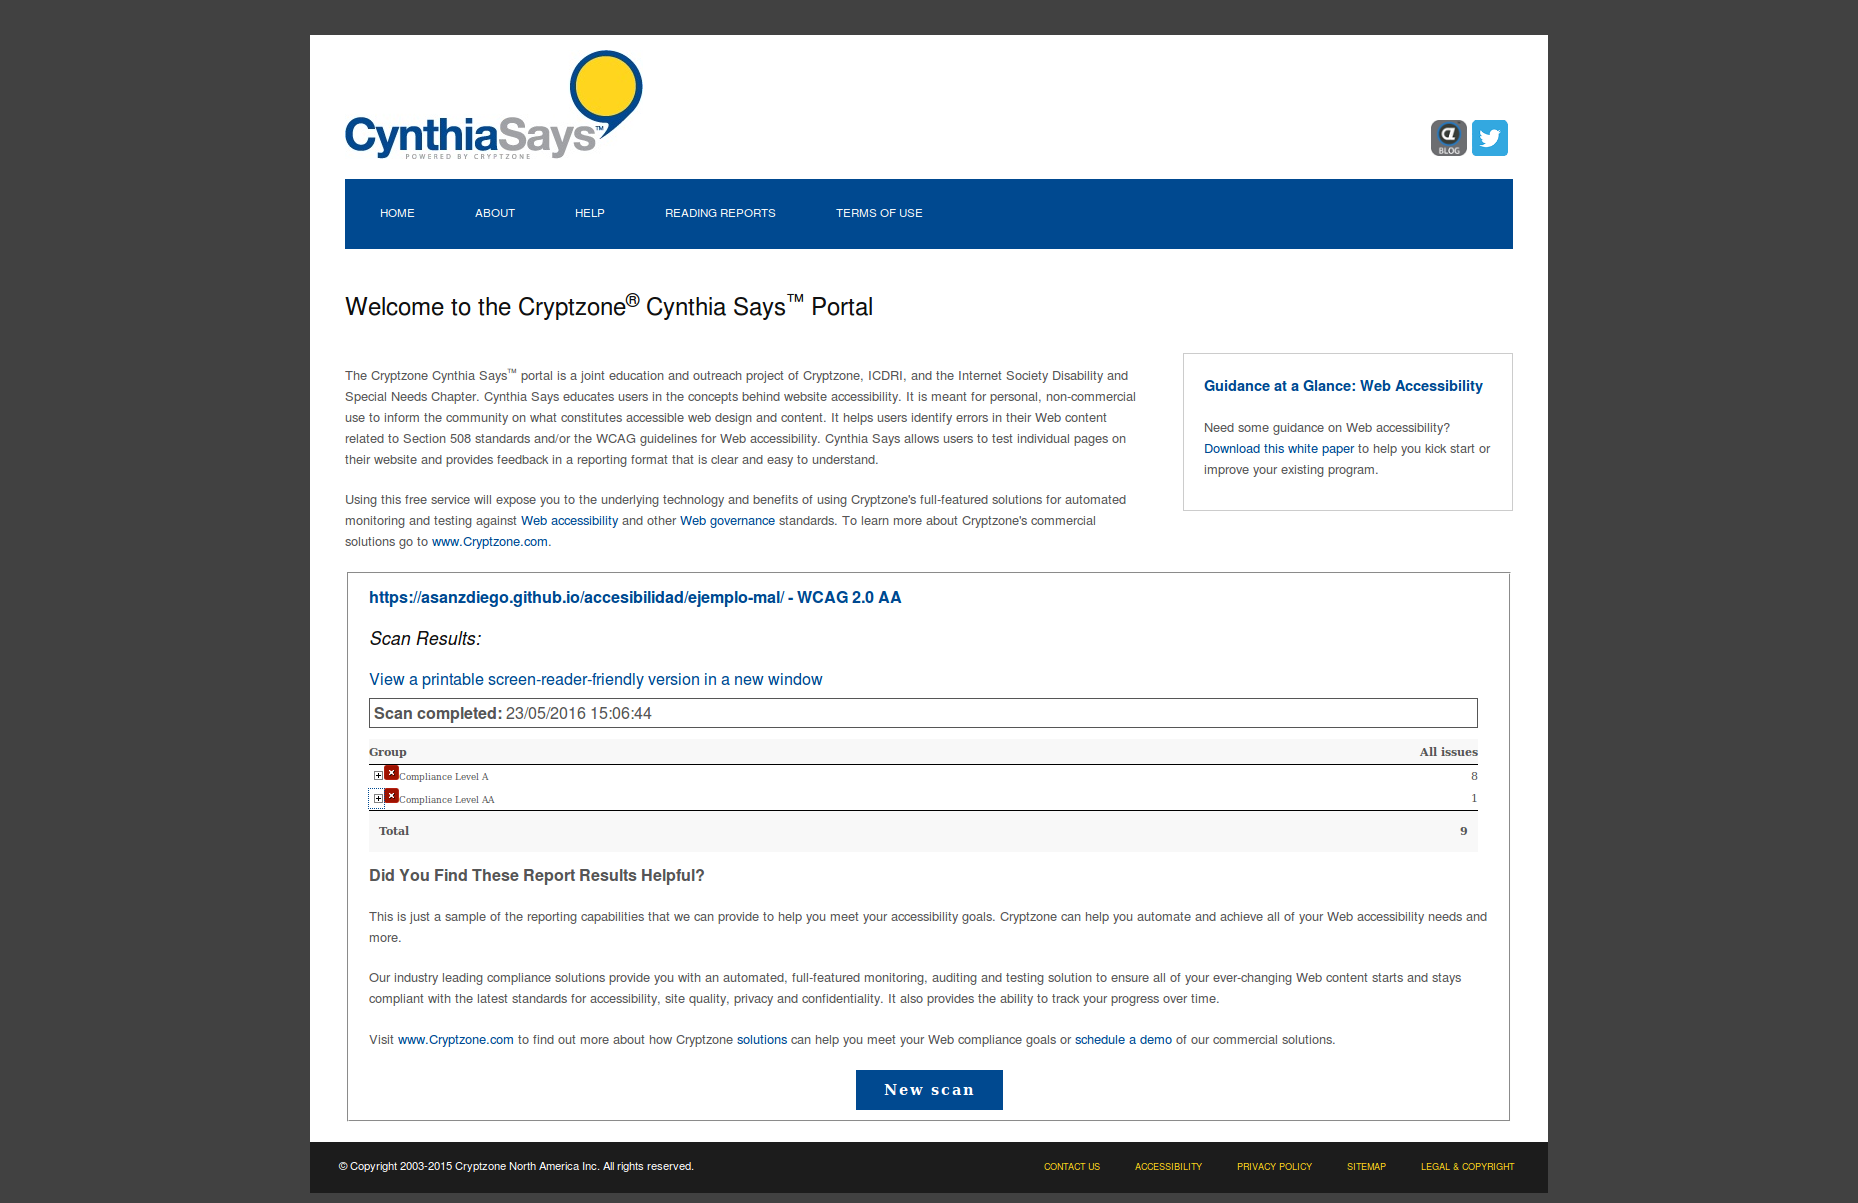 CynthiaSays™
POWERED BY CRYPTZONE
BLOG
HOME ABOUT HELP READING REPORTS TERMS OF USE
Welcome to the Cryptzone® Cynthia Says™ Portal
The Cryptzone Cynthia Says™ portal is a joint education and outreach project of Cryptzone, ICDRI, and the Internet Society Disability and
Special Needs Chapter. Cynthia Says educates users in the concepts behind website accessibility. It is meant for personal, non-commercial
use to inform the community on what constitutes accessible web design and content. It helps users identify errors in their Web content
related to Section 508 standards and/or the WCAG guidelines for Web accessibility. Cynthia Says allows users to test individual pages on
their website and provides feedback in a reporting format that is clear and easy to understand.
Using this free service will expose you to the underlying technology and benefits of using Cryptzone's full-featured solutions for automated
monitoring and testing against Web accessibility and other Web governance standards. To learn more about Cryptzone's commercial
solutions go to www.Cryptzone.com.
Guidance at a Glance: Web Accessibility
Need some guidance on Web accessibility?
Download this white paper to help you kick start or
improve your existing program.
https://asanzdiego.github.io/accesibilidad/ejemplo-mal/ - WCAG 2.0 AA
Scan Results:
View a printable screen-reader-friendly version in a new window
Scan completed: 23/05/2016 15:06:44
Group All issues
Compliance Level A 8
Compliance Level AA 1
Total 9
Did You Find These Report Results Helpful?
This is just a sample of the reporting capabilities that we can provide to help you meet your accessibility goals. Cryptzone can help you automate and achieve all of your Web accessibility needs and
more.
Our industry leading compliance solutions provide you with an automated, full-featured monitoring, auditing and testing solution to ensure all of your ever-changing Web content starts and stays
compliant with the latest standards for accessibility, site quality, privacy and confidentiality. It also provides the ability to track your progress over time.
Visit www.Cryptzone.com to find out more about how Cryptzone solutions can help you meet your Web compliance goals or schedule a demo of our commercial solutions.
New scan
© Copyright 2003-2015 Cryptzone North America Inc. All rights reserved. CONTACT US ACCESSIBILITY PRIVACY POLICY SITEMAP LEGAL & COPYRIGHT